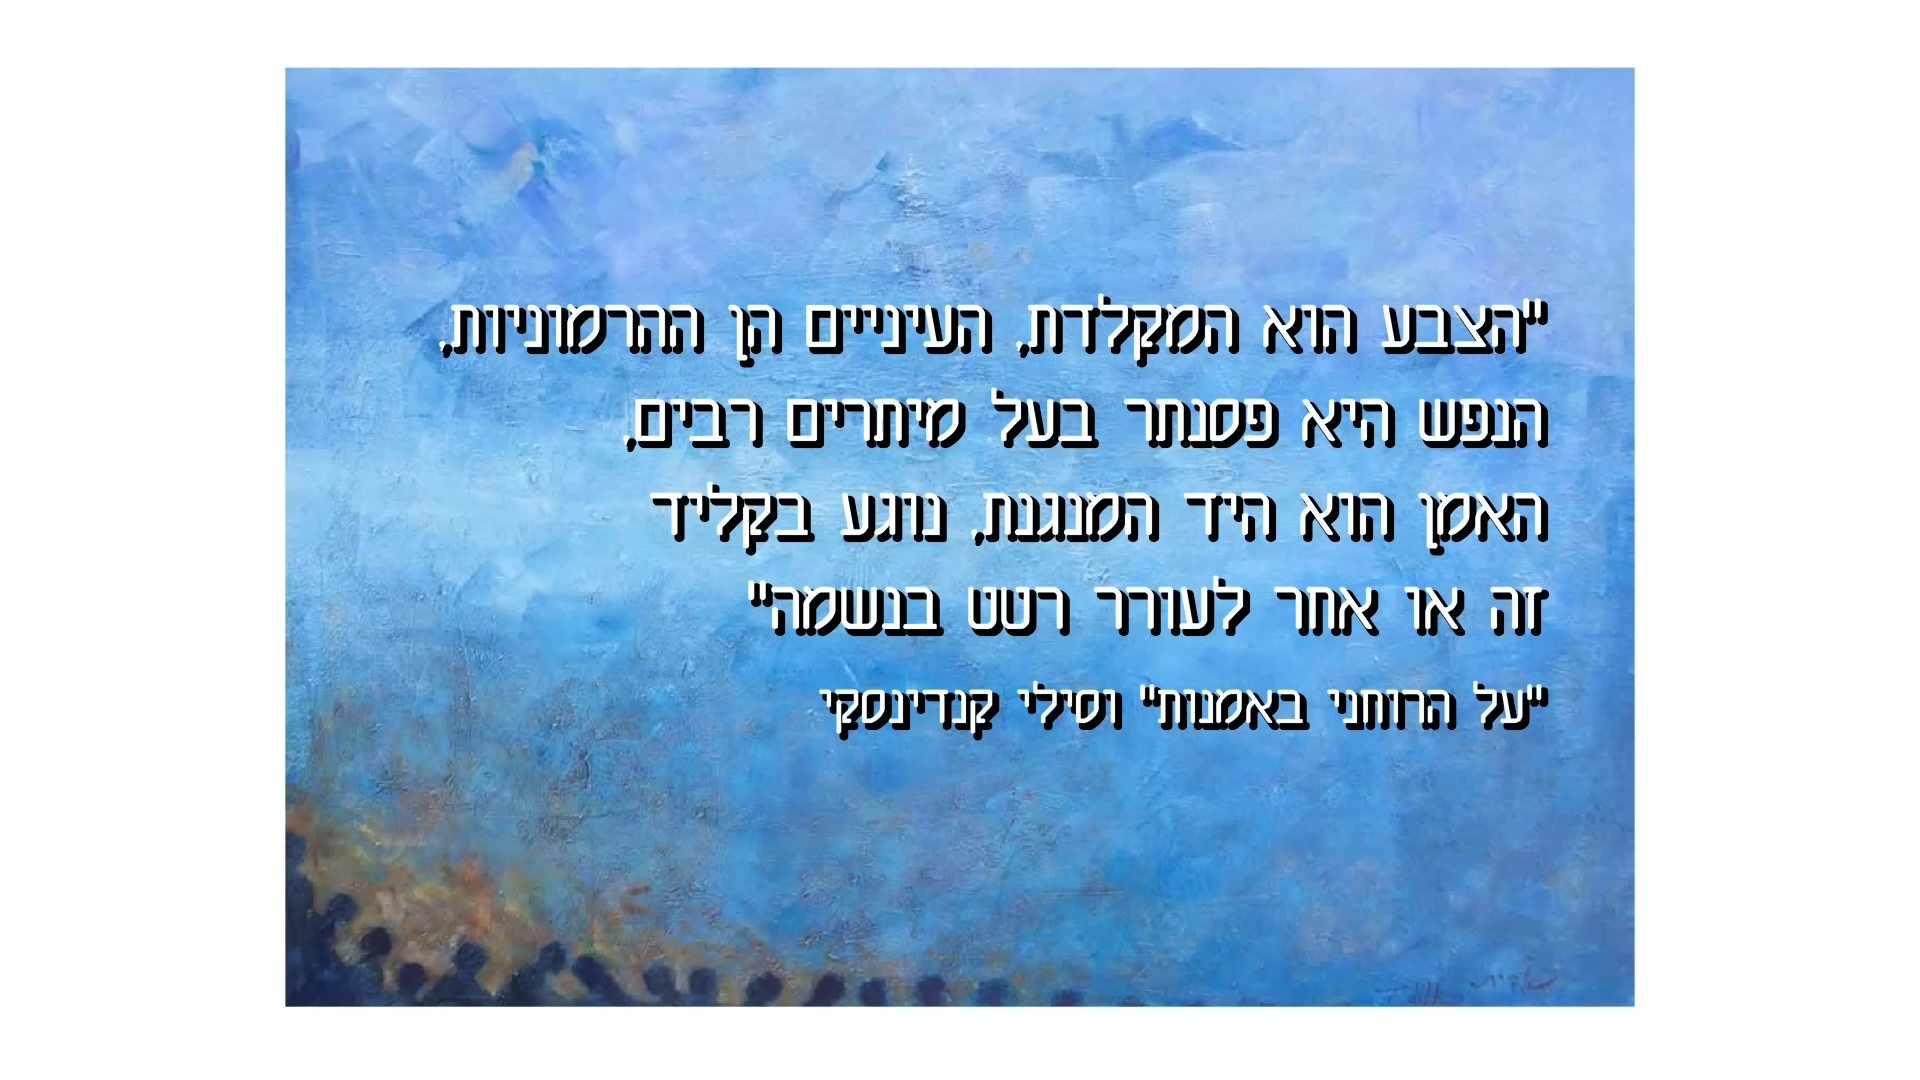 "הצבע הוא המקלדת, העיניים הן ההרמוניות,
הנפש היא פסנתר בעל מיתרים רבים,
האמן הוא היד המנגנת, נוגע בקליד
זה או אחר לעורר רטט בנשמה"
"על הרוחני באמנות" וסילי קנדינסקי